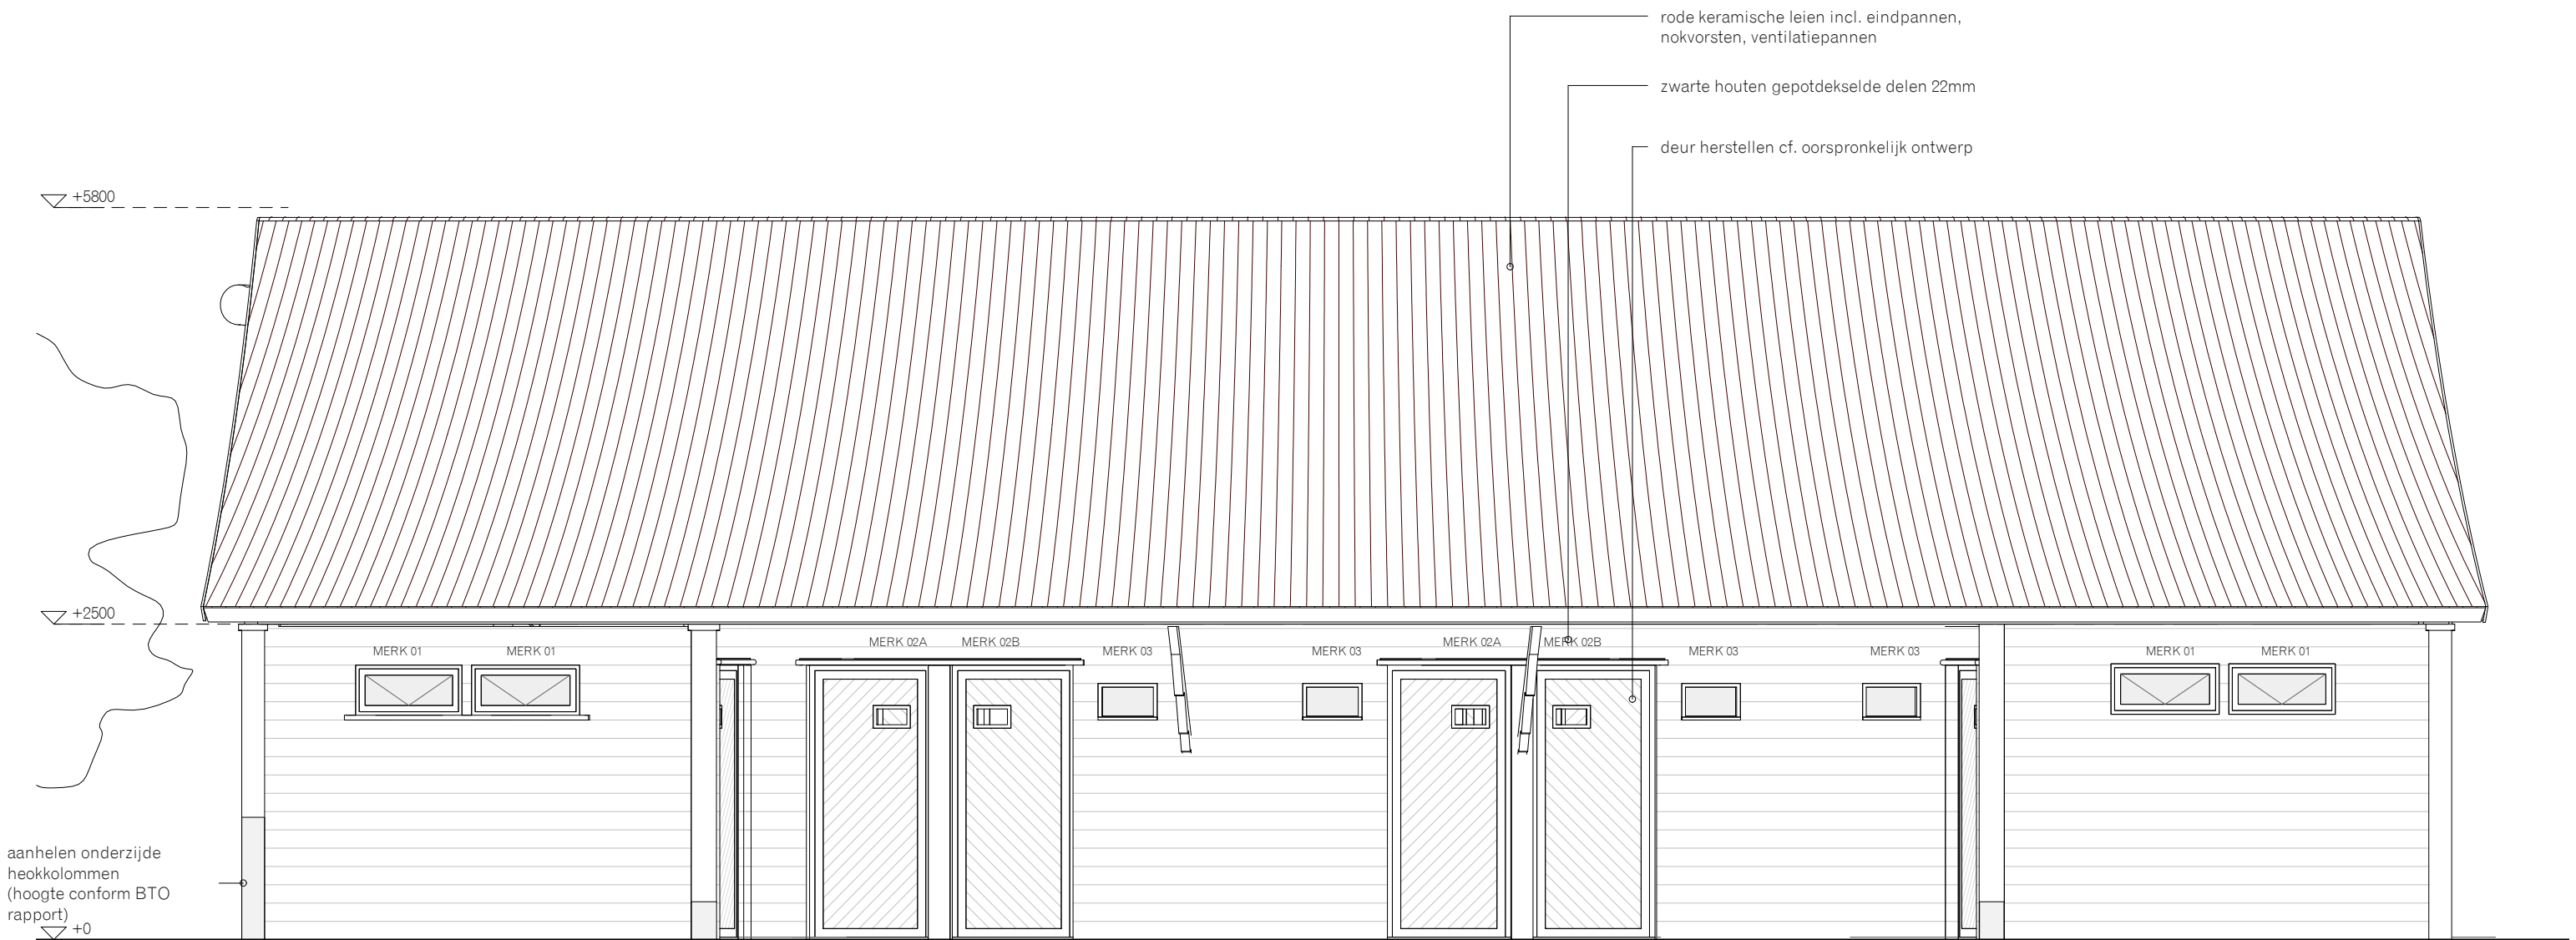 rode keramische leien incl. eindpannen,
nokvorsten, ventilatiepannen
zwarte houten gepotdekselde delen 22mm
deur herstellen cf. oorspronkelijk ontwerp
+5800
+2500
MERK 01
MERK 01
MERK 02A
MERK 02B
MERK 03
MERK 03
MERK 02A
MERK 02B
MERK 03
MERK 03
MERK 01
MERK 01
aanhelen onderzijde
heokkolommen
(hoogte conform BTO
rapport)
+0